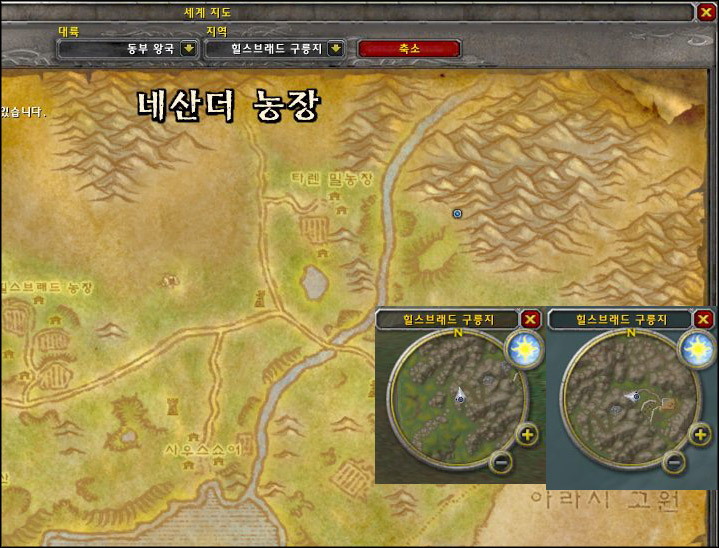 세계 지도
대륙
지역
동부 왕국
힐스브래드 구릉지
축소
네산더 농장
있습니다.
타렌 밀농장
힐스브래드 농장
힐스브래드 구릉지
힐스브래드 구릉지
N
N
사우스쇼어
산
아라시 고원